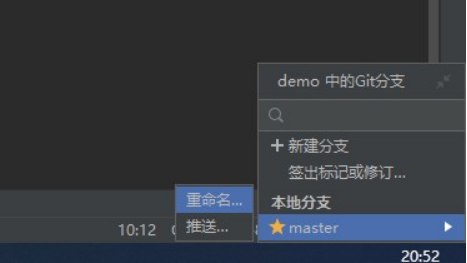 demo 中的Git分支
新建分支
签出标记或修订...
本地分支
master
重命名...
推送...
10:12
20:52